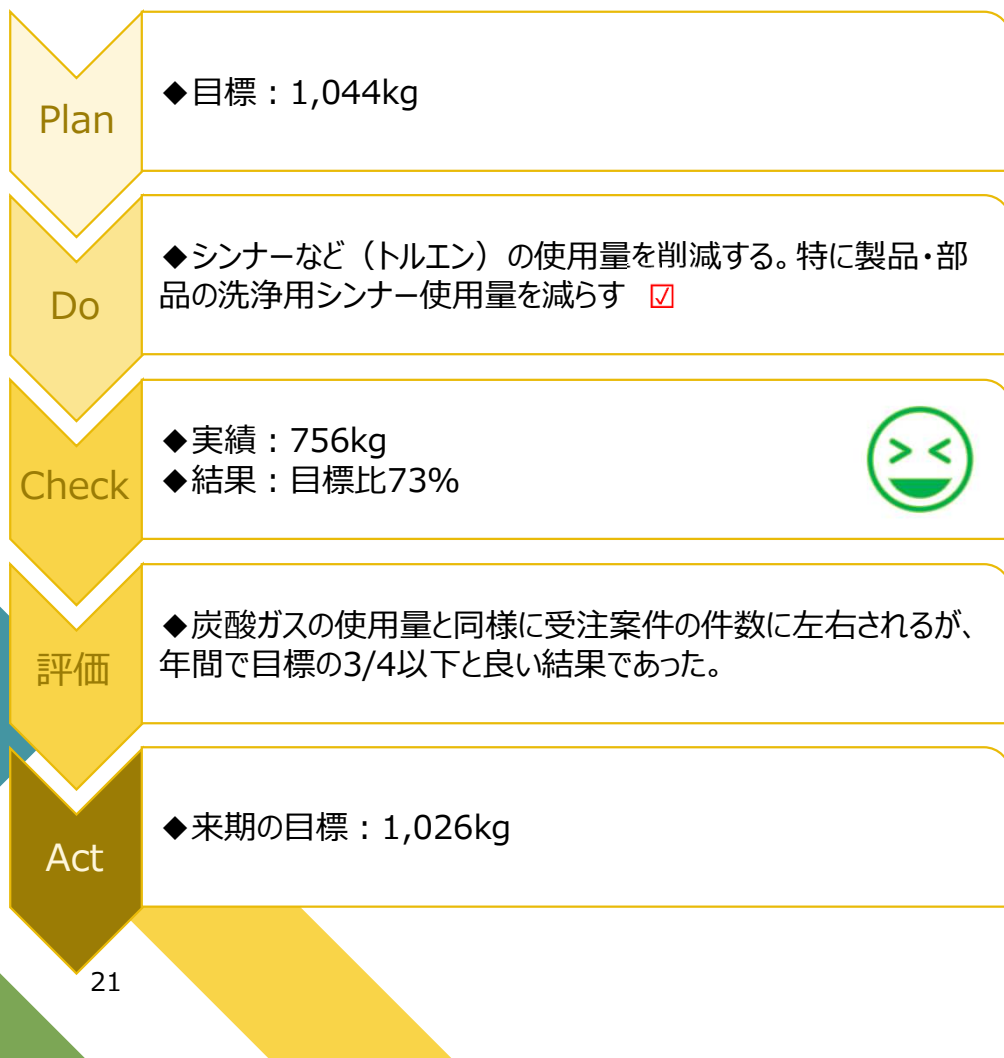 Plan
◆目標：1,044kg
Do
◆シンナーなど（トルエン）の使用量を削減する。特に製品・部
品の洗浄用シンナー使用量を減らす ☑
Check
◆実績：756kg
◆結果：目標比73%
評価
◆炭酸ガスの使用量と同様に受注案件の件数に左右されるが、
年間で目標の3/4以下と良い結果であった。
Act
◆来期の目標：1,026kg
21